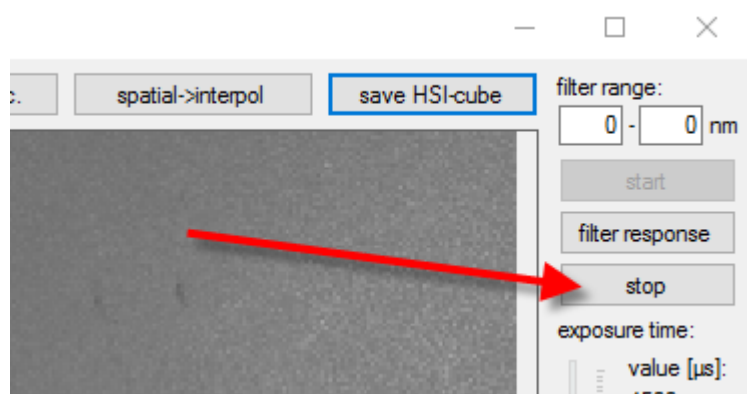 c.
spatial->interpol
save HSI-cube
filter range:
0 - 0 nm
start
filter response
stop
exposure time:
value [µs]: